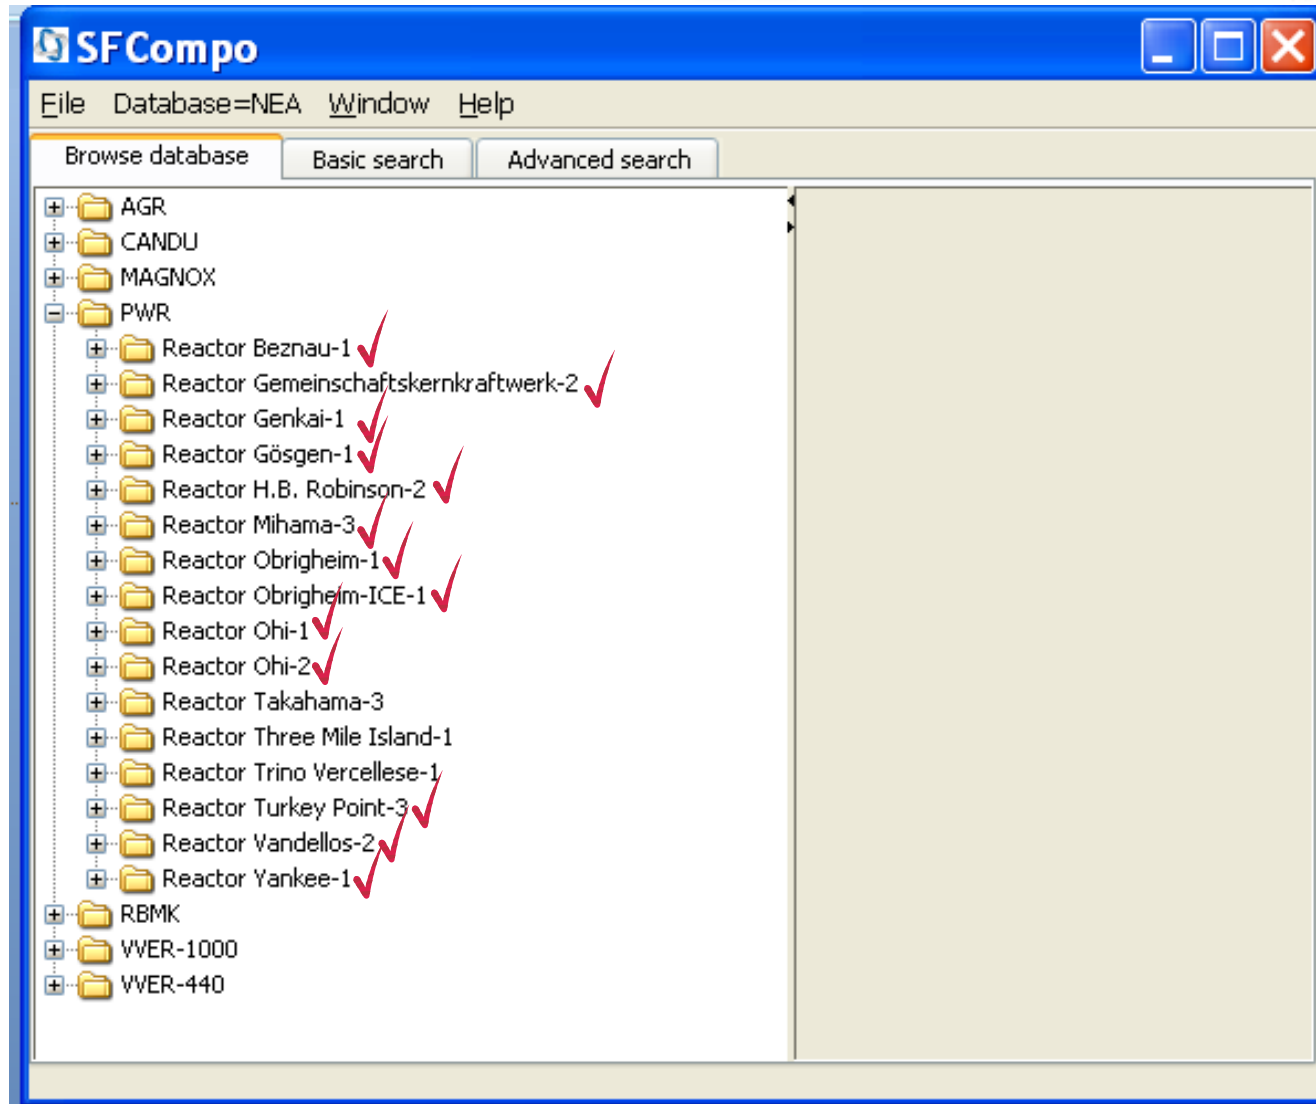 SFCompo
File Database=NEA Window Help
Browse database Basic search Advanced search
AGR
CANDU
MAGNOX
PWR
Reactor Beznau-1
Reactor Gemeinschaftskernkraftwerk-2
Reactor Genkai-1
Reactor Gösgen-1
Reactor H.B. Robinson-2
Reactor Mihama-3
Reactor Obrigheim-1
Reactor Obrigheim-ICE-1
Reactor Ohi-1
Reactor Ohi-2
Reactor Takahama-3
Reactor Three Mile Island-1
Reactor Trino Vercellese-1
Reactor Turkey Point-3
Reactor Vandellos-2
Reactor Yankee-1
RBMK
VVER-1000
VVER-440